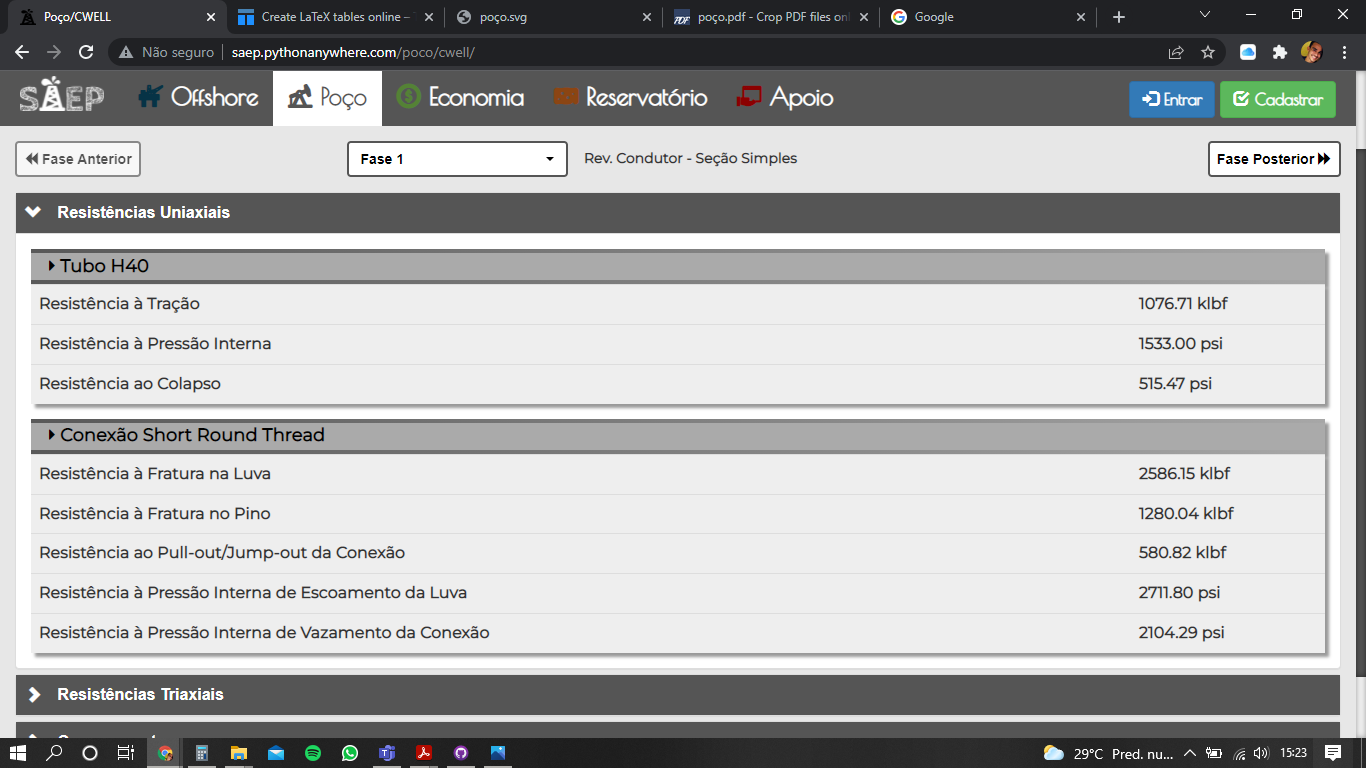 Poço/CWELL
Create LaTeX tables online –
poço.svg
poço.pdf - Crop PDF files onl
Google
Não seguro
saep.pythonanywhere.com/poco/cwell/
SAEP
Offshore
Poço
Economia
Reservatório
Apoio
Entrar
Cadastrar
Fase Anterior
Fase 1
Rev. Condutor - Seção Simples
Fase Posterior
Resistências Uniaxiais
Tubo H40
Resistência à Tração 1076.71 klbf
Resistência à Pressão Interna 1533.00 psi
Resistência ao Colapso 515.47 psi
Conexão Short Round Thread
Resistência à Fratura na Luva 2586.15 klbf
Resistência à Fratura no Pino 1280.04 klbf
Resistência ao Pull-out/Jump-out da Conexão 580.82 klbf
Resistência à Pressão Interna de Escoamento da Luva 2711.80 psi
Resistência à Pressão Interna de Vazamento da Conexão 2104.29 psi
Resistências Triaxiais
29°C Pred. nu... 15:23